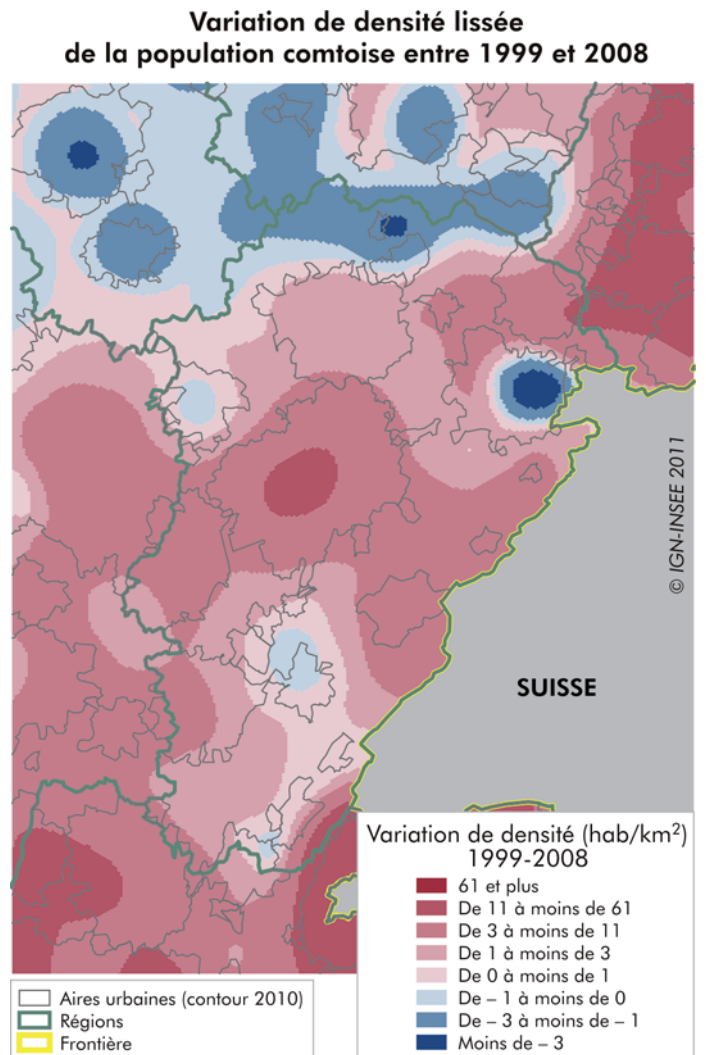 Variation de densité lissée
de la population comtoise entre 1999 et 2008
© IGN-INSEE 2011
SUISSE
Variation de densité (hab/km²)
1999-2008
61 et plus
De 11 à moins de 61
De 3 à moins de 11
De 1 à moins de 3
De 0 à moins de 1
De – 1 à moins de 0
De – 3 à moins de – 1
Moins de – 3
Aires urbaines (contour 2010)
Régions
Frontière